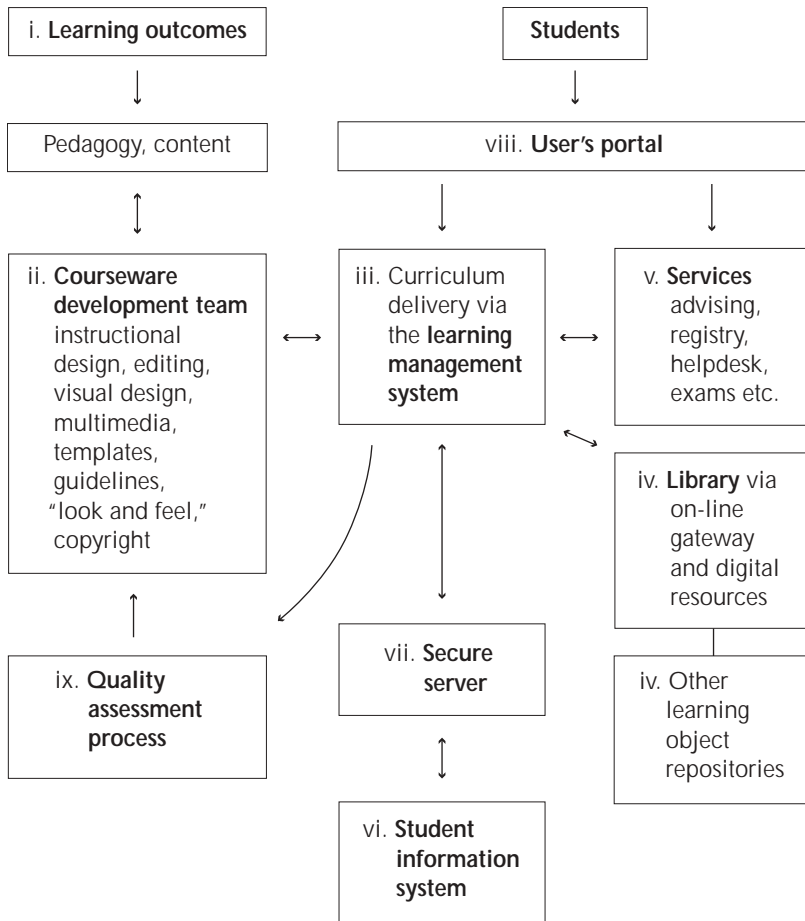 i. Learning outcomes
Students
Pedagogy, content
viii. User's portal
ii. Courseware
development team
instructional
design, editing,
visual design,
multimedia,
templates,
guidelines,
“look and feel,”
copyright
iii. Curriculum
delivery via
the learning
management
system
v. Services
advising,
registry,
helpdesk,
exams etc.
iv. Library via
on-line
gateway
and digital
resources
ix. Quality
assessment
process
vii. Secure
server
iv. Other
learning
object
repositories
vi. Student
information
system